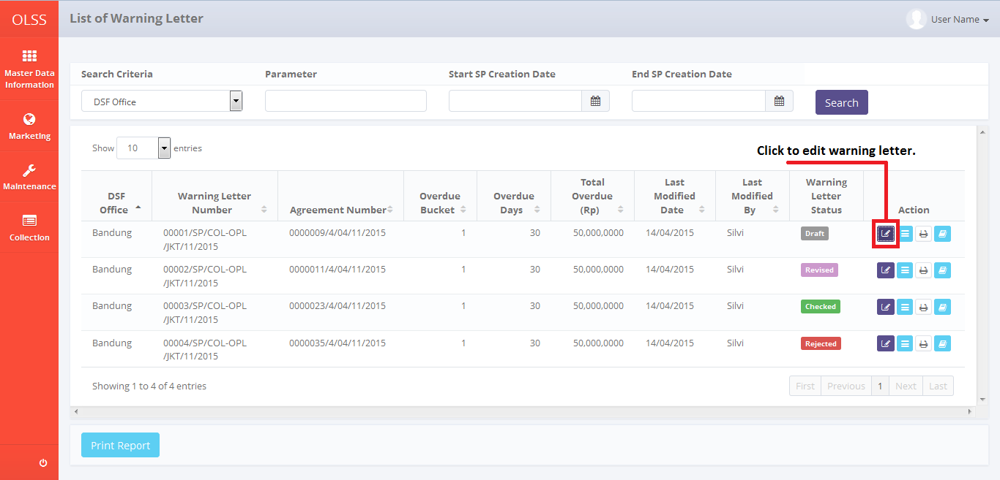 OLSS
List of Warning Letter
User Name
Master Data
Information
Marketing
Maintenance
Collection
Search Criteria
Parameter
Start SP Creation Date
End SP Creation Date
DSF Office
Search
Show 10 entries
Click to edit warning letter.
DSF
Office
Warning Letter
Number
Agreement Number
Overdue
Bucket
Overdue
Days
Total
Overdue
(Rp)
Last
Modified
Date
Last
Modified
By
Warning
Letter
Status
Action
Bandung 00001/SP/COL-OPL 0000009/4/04/11/2015 1 30 50,000,0000 14/04/2015 Silvi Draft
/JKT/11/2015
Bandung 00002/SP/COL-OPL 0000011/4/04/11/2015 1 30 50,000,0000 14/04/2015 Silvi Revised
/JKT/11/2015
Bandung 00003/SP/COL-OPL 0000023/4/04/11/2015 1 30 50,000,0000 14/04/2015 Silvi Checked
/JKT/11/2015
Bandung 00004/SP/COL-OPL 0000035/4/04/11/2015 1 30 50,000,0000 14/04/2015 Silvi Rejected
/JKT/11/2015
Showing 1 to 4 of 4 entries
First Previous 1 Next Last
Print Report